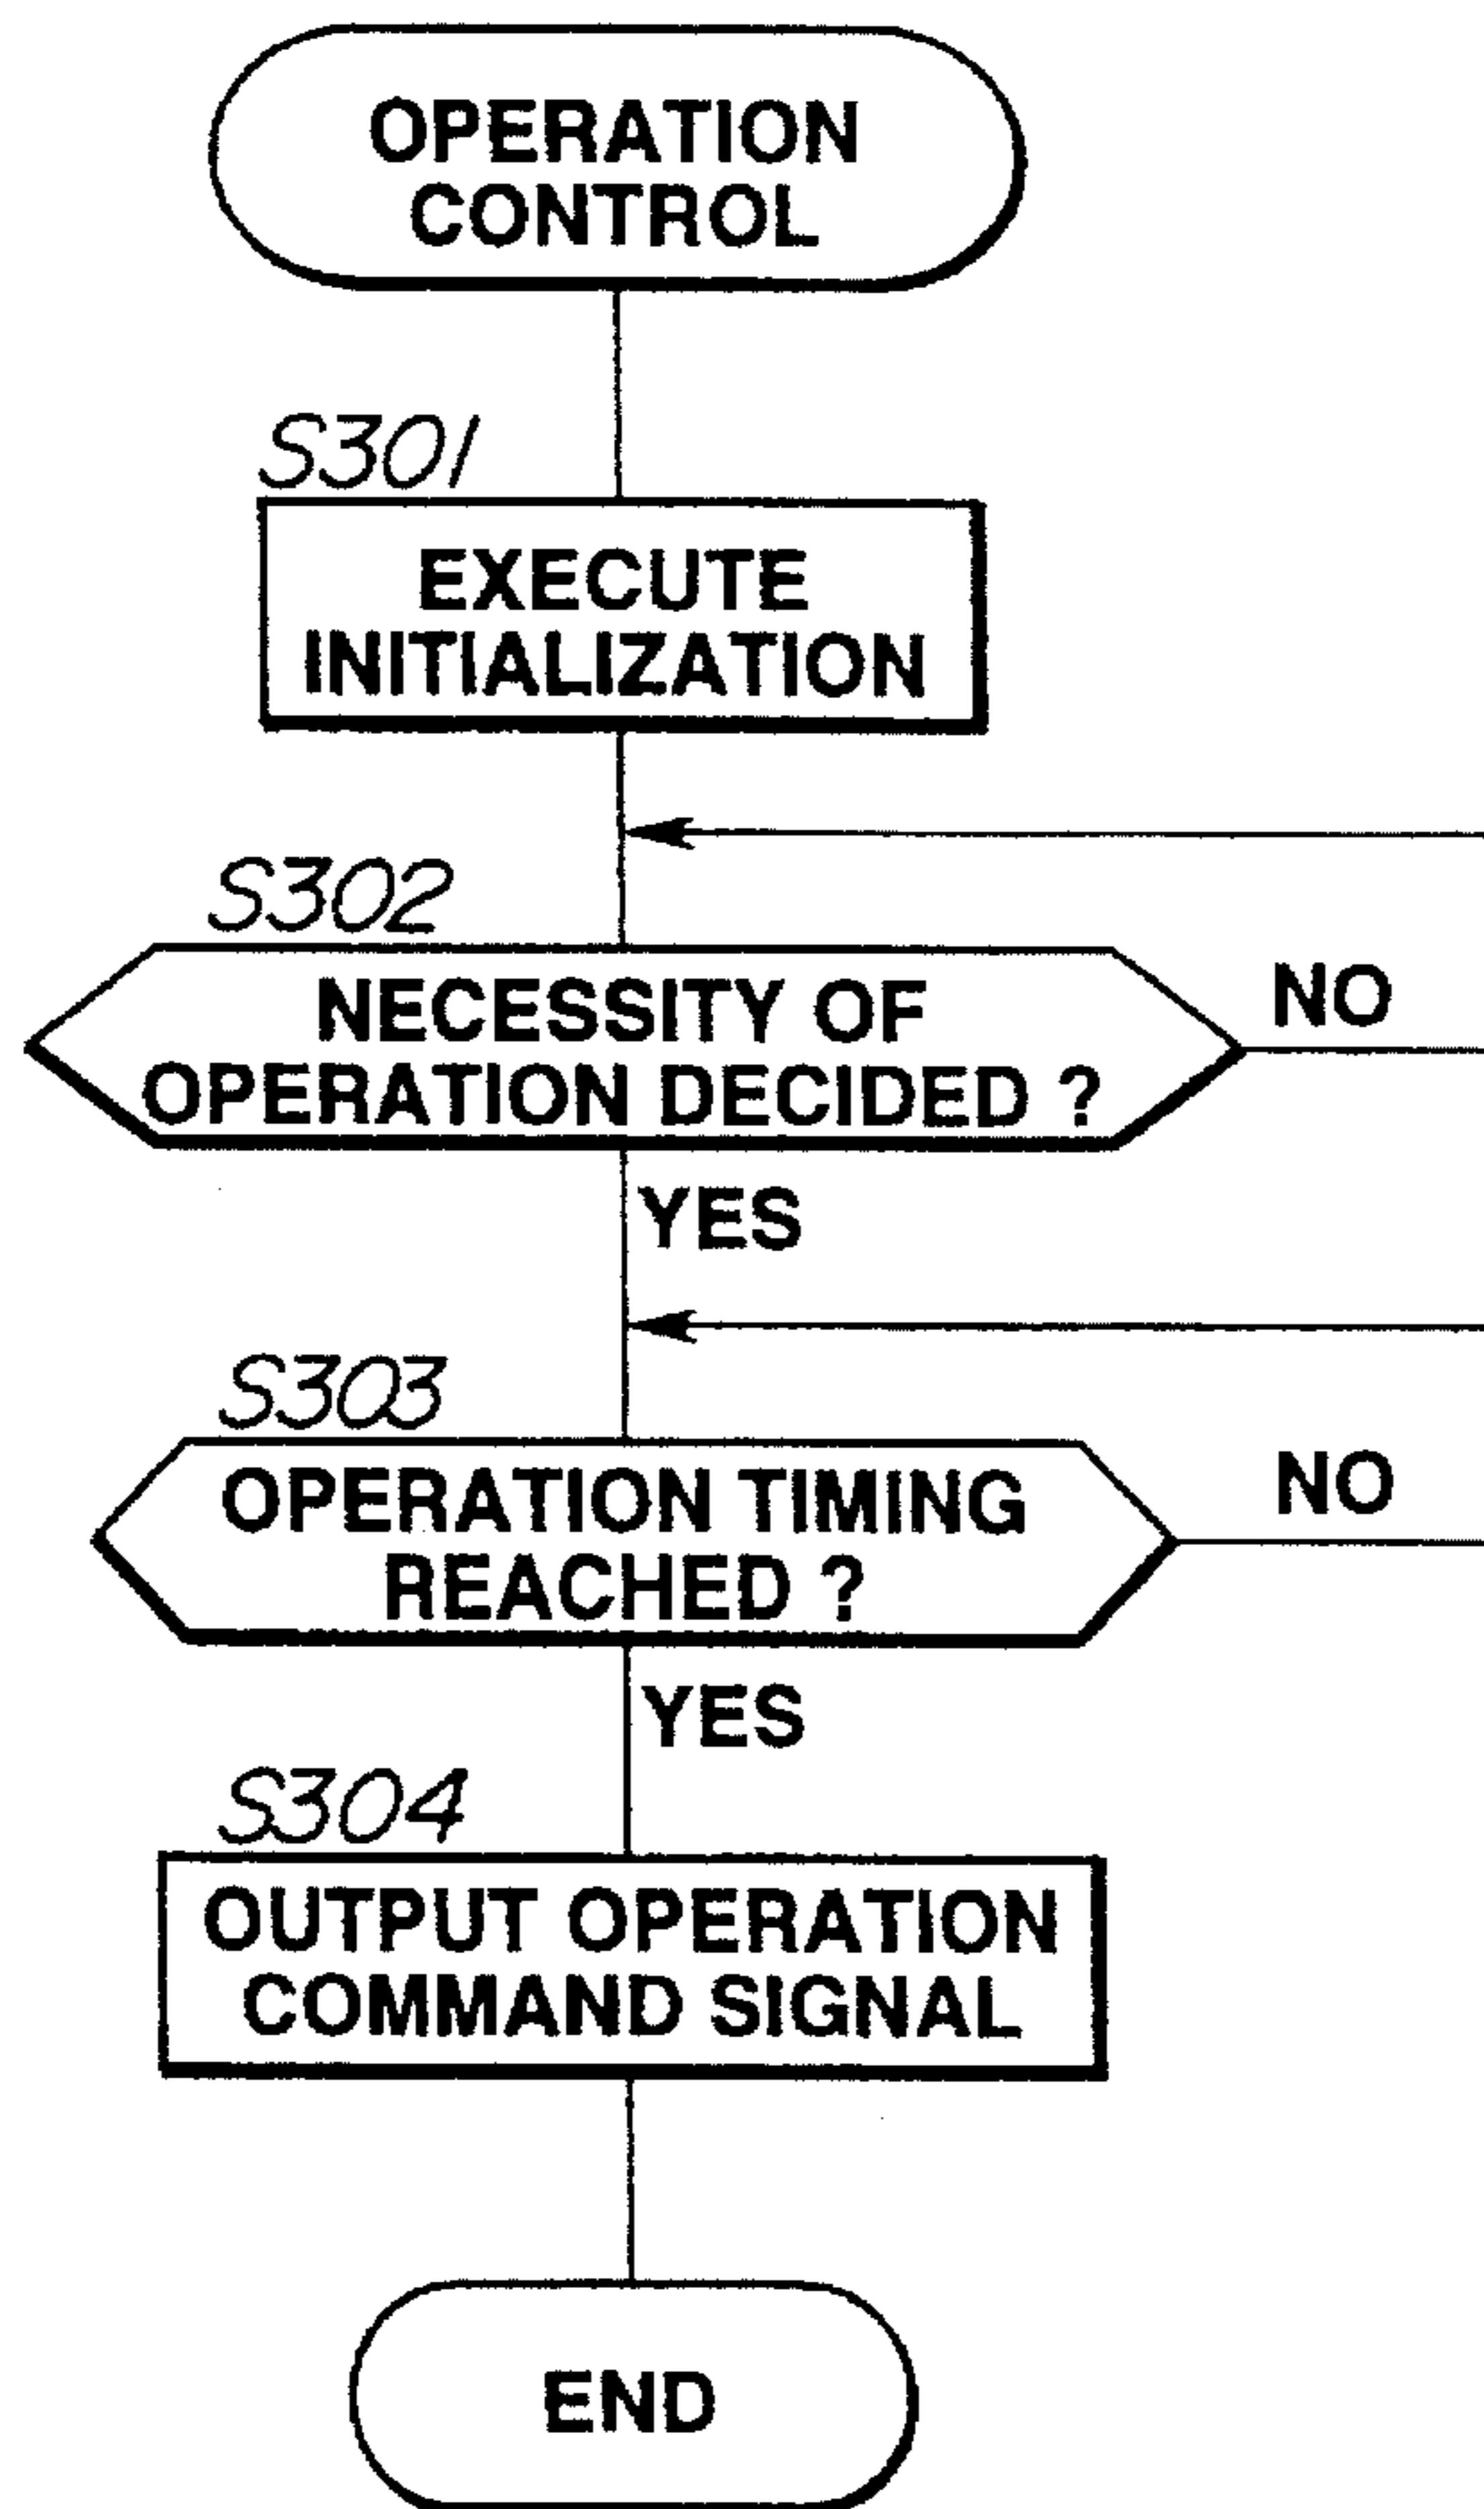 OPERATION
CONTROL
S301
EXECUTE
INITIALIZATION
S302
NECESSITY OF
OPERATION DECIDED ?
NO
YES
S303
OPERATION TIMING
REACHED ?
NO
YES
S304
OUTPUT OPERATION
COMMAND SIGNAL
END